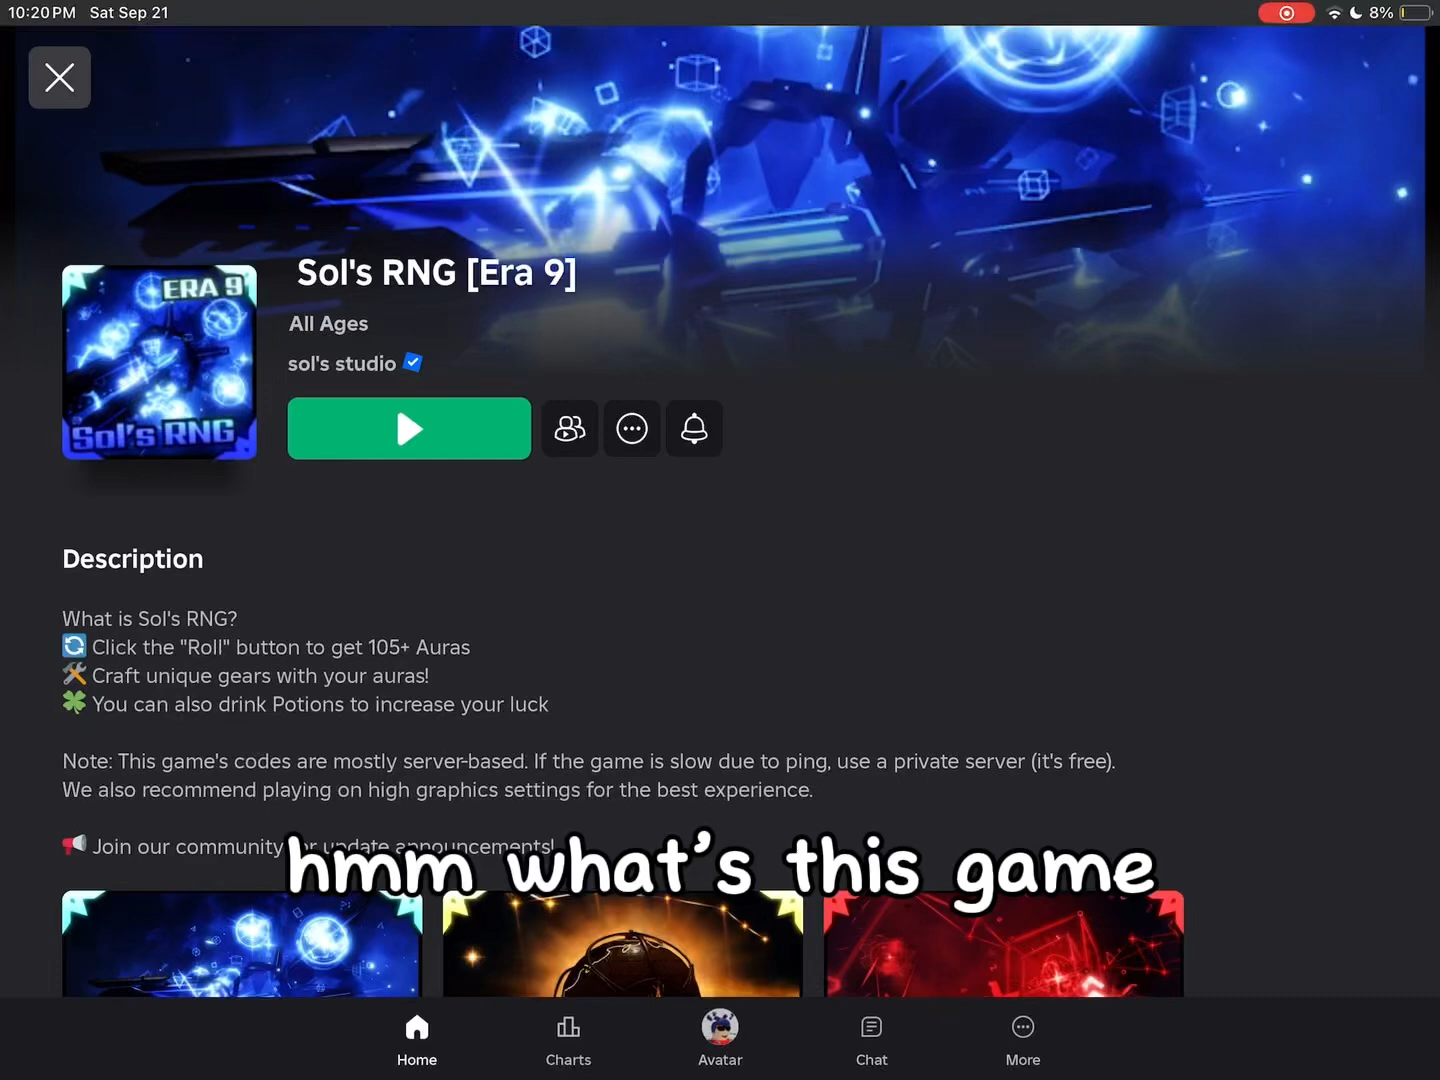 10:20 PM Sat Sep 21
8%
ERA 9
Sol's RNG
Sol's RNG [Era 9]
All Ages
sol's studio
Description
What is Sol's RNG?
Click the "Roll" button to get 105+ Auras
Craft unique gears with your auras!
You can also drink Potions to increase your luck
Note: This game's codes are mostly server-based. If the game is slow due to ping, use a private server (it's free).
We also recommend playing on high graphics settings for the best experience.
Join our community for update announcements!
hmm what's this game
Home
Charts
Avatar
Chat
More